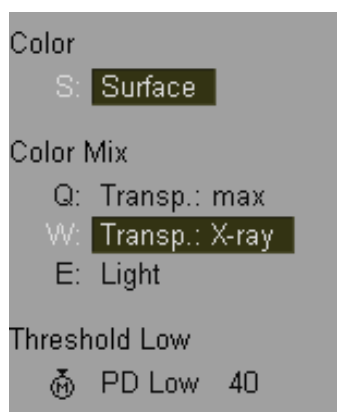 Color
S: Surface
Color Mix
Q: Transp.: max
W: Transp.: X-ray
E: Light
Threshold Low
M PD Low 40